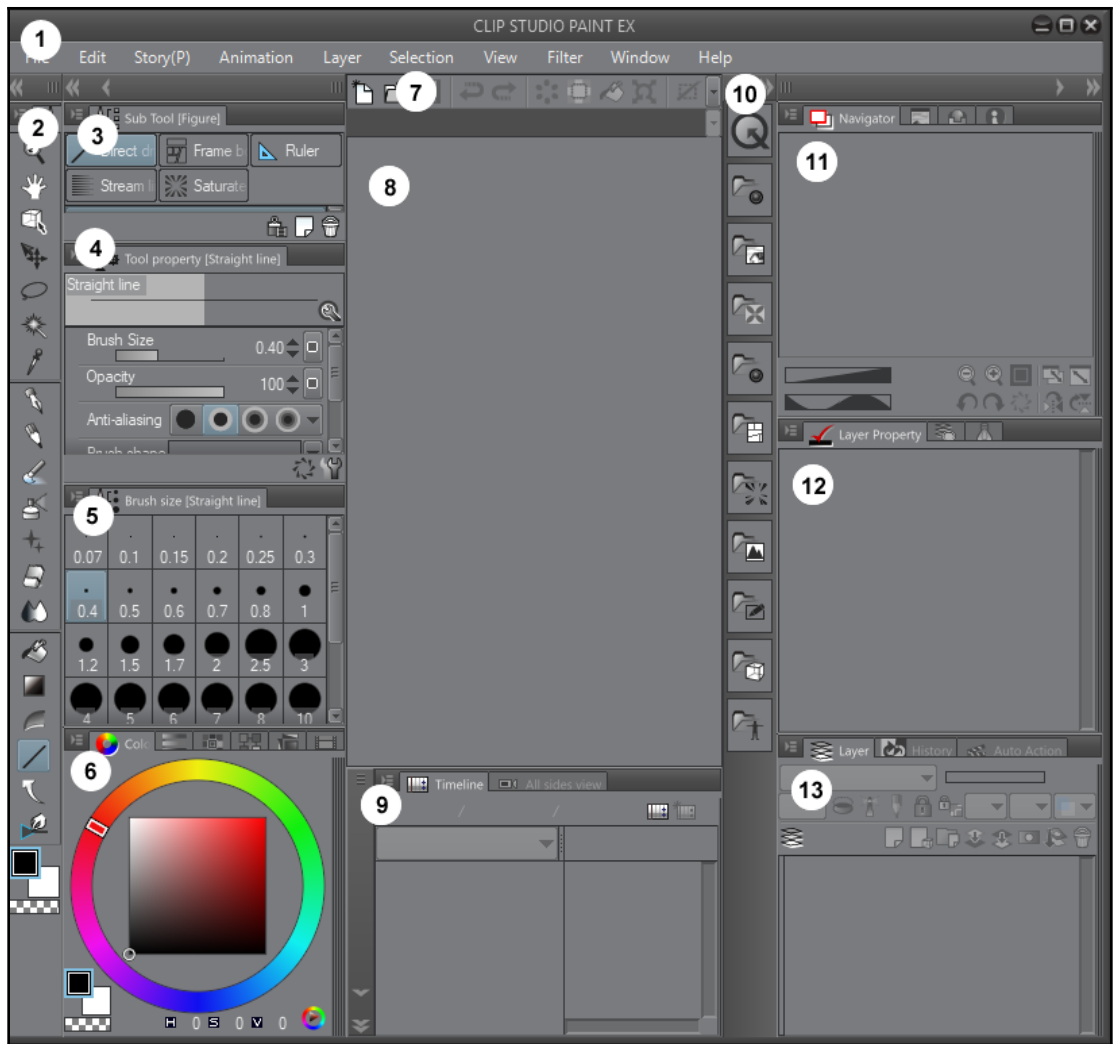 CLIP STUDIO PAINT EX
1
File Edit Story(P) Animation Layer Selection View Filter Window Help
2
3
Sub Tool [Figure]
Direct d
Frame b
Ruler
Stream li
Saturate
4
Tool property [Straight line]
Straight line
Brush Size 0.40
Opacity 100
Anti-aliasing
Brush shape
5
Brush size [Straight line]
0.07 0.1 0.15 0.2 0.25 0.3
0.4 0.5 0.6 0.7 0.8 1
1.2 1.5 1.7 2 2.5 3
4 5 6 7 8 10
6
Colo
H 0 S 0 V 0
7
8
9
Timeline All sides view
/ /
10
11
Navigator
12
Layer Property
13
Layer History Auto Action